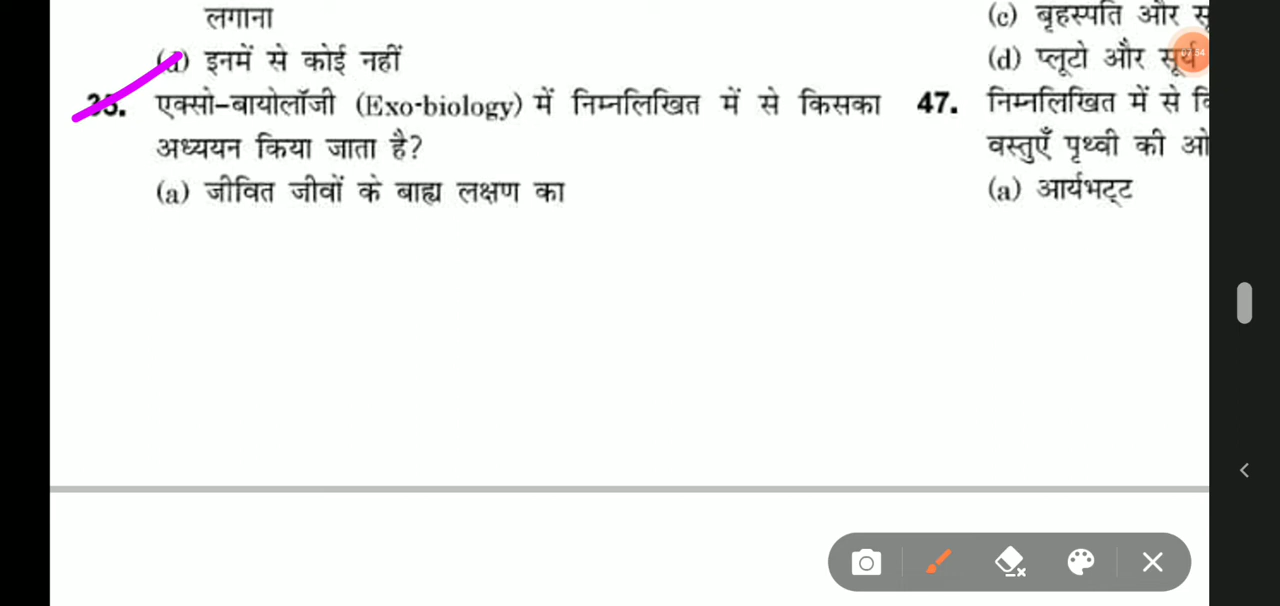 लगाना
(d) इनमें से कोई नहीं
35. एक्सो-बायोलॉजी (Exo-biology) में निम्नलिखित में से किसका
अध्ययन किया जाता है?
(a) जीवित जीवों के बाह्य लक्षण का
(c) बृहस्पति और
(d) प्लूटो और सूर्य
47. निम्नलिखित में से
वस्तुएँ पृथ्वी की
(a) आर्यभट्ट